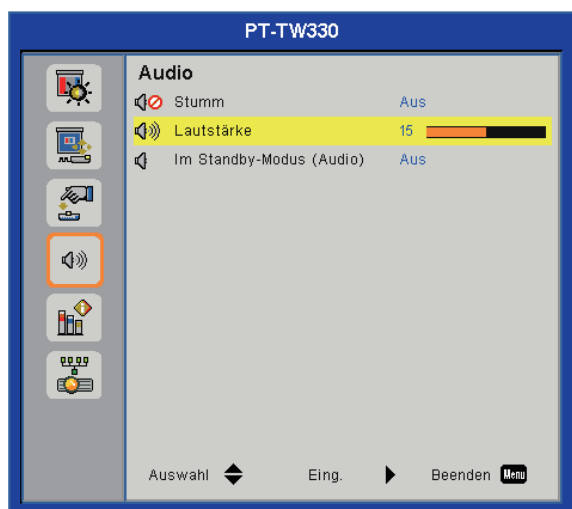 PT-TW330
Audio
Stumm Aus
Lautstärke 15
Im Standby-Modus (Audio) Aus
Auswahl Eing. Beenden Menu